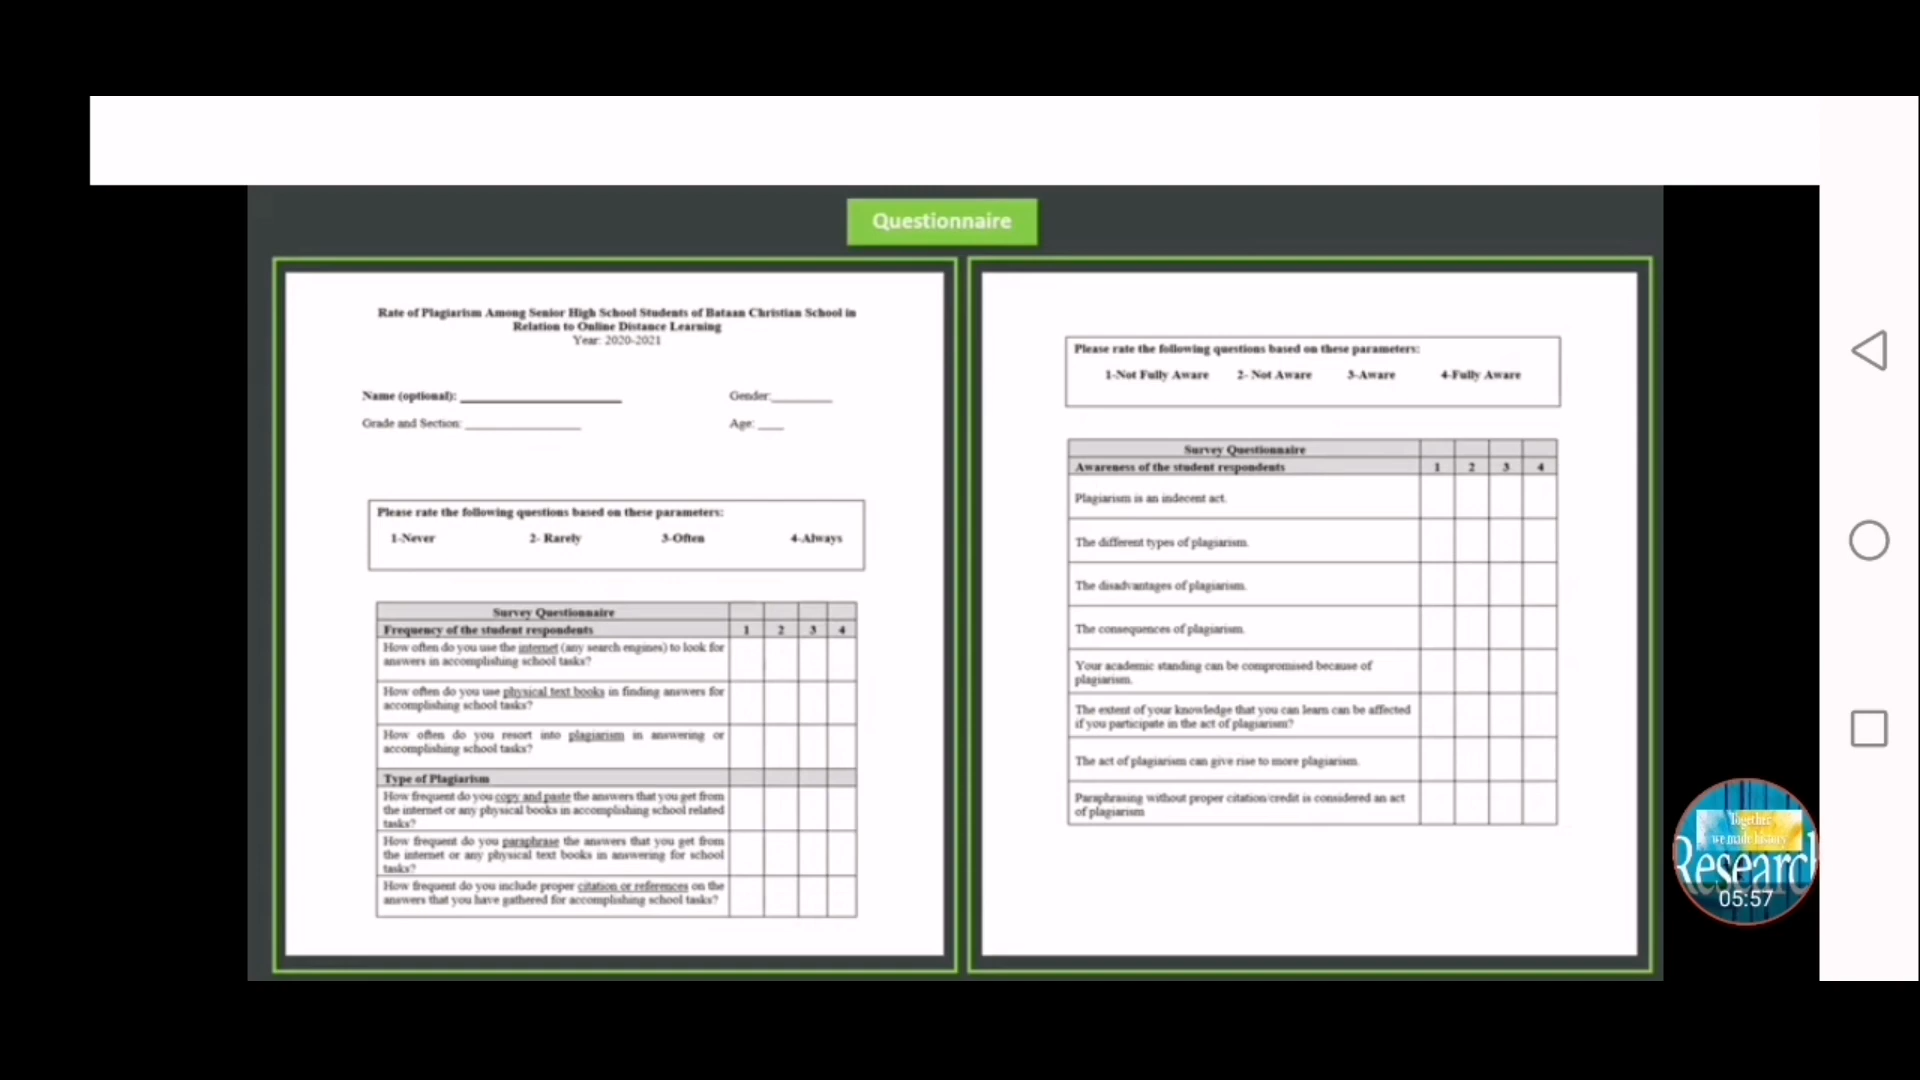 Questionnaire
Rate of Plagiarism Among Senior High School Students of Bataan Christian School in
Relation to Online Distance Learning
Year: 2020-2021
Name (optional): Gender:
Grade and Section: Age:
Please rate the following questions based on these parameters:
1-Never 2- Rarely 3-Often 4-Always
Survey Questionnaire
Frequency of the student respondents 1 2 3 4
How often do you use the internet (any search engines) to look for
answers in accomplishing school tasks?
How often do you use physical text books in finding answers for
accomplishing school tasks?
How often do you resort into plagiarism in answering or
accomplishing school tasks?
Type of Plagiarism
How frequent do you copy and paste the answers that you get from
the internet or any physical books in accomplishing school related
tasks?
How frequent do you paraphrase the answers that you get from
the internet or any physical text books in answering for school
tasks?
How frequent do you include proper citation or references on the
answers that you have gathered for accomplishing school tasks?
Please rate the following questions based on these parameters:
1-Not Fully Aware 2- Not Aware 3-Aware 4-Fully Aware
Survey Questionnaire
Awareness of the student respondents 1 2 3 4
Plagiarism is an indecent act.
The different types of plagiarism.
The disadvantages of plagiarism.
The consequences of plagiarism.
Your academic standing can be compromised because of
plagiarism.
The extent of your knowledge that you can learn can be affected
if you participate in the act of plagiarism?
The act of plagiarism can give rise to more plagiarism.
Paraphrasing without proper citation/credit is considered an act
of plagiarism
Together,
we made history
Research
05:57